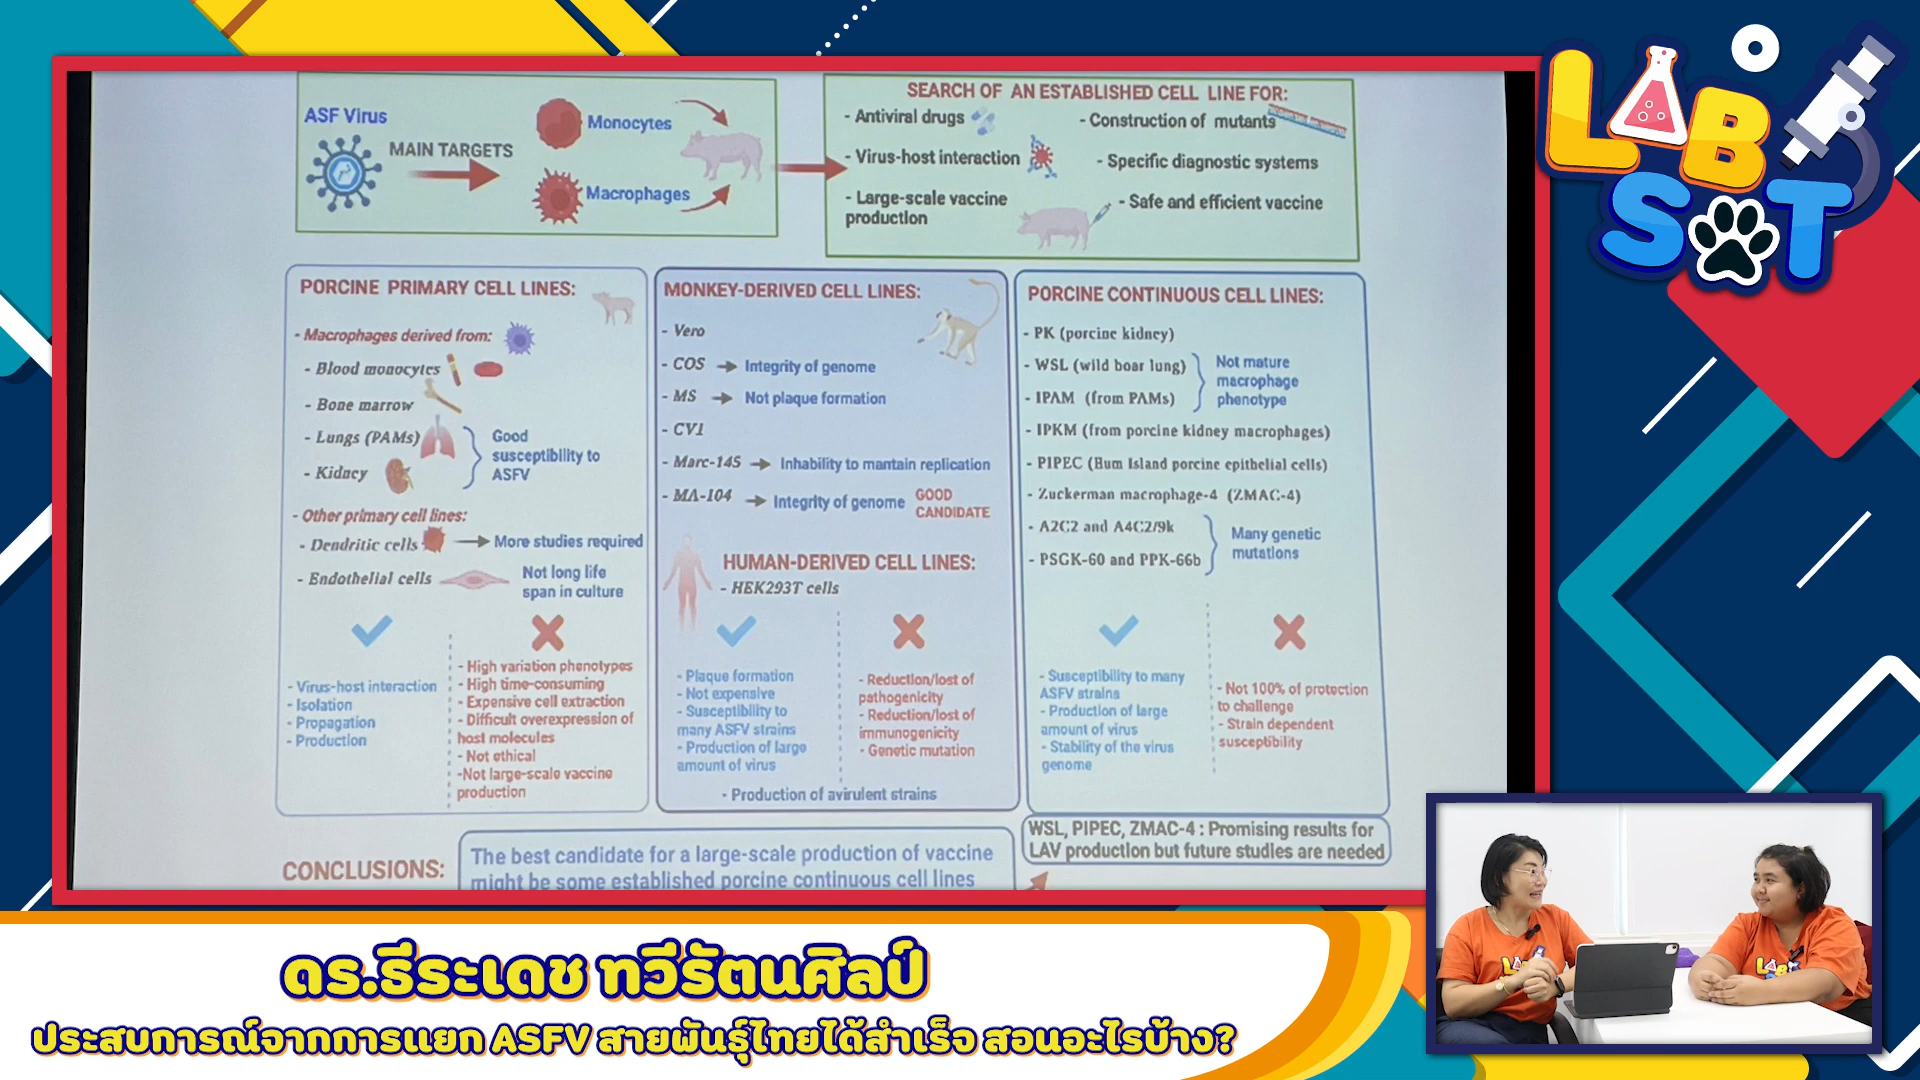 LAB
SOT
ASF Virus
MAIN TARGETS
Monocytes
Macrophages
SEARCH OF AN ESTABLISHED CELL LINE FOR:
- Antiviral drugs
- Construction of mutants
- Virus-host interaction
- Specific diagnostic systems
- Large-scale vaccine
production
- Safe and efficient vaccine
PORCINE PRIMARY CELL LINES:
- Macrophages derived from:
- Blood monocytes
- Bone marrow
- Lungs (PAMs)
- Kidney
Good
susceptibility to
ASFV
- Other primary cell lines:
- Dendritic cells
More studies required
- Endothelial cells
Not long life
span in culture
- Virus-host interaction
- Isolation
- Propagation
- Production
- High variation phenotypes
- High time-consuming
- Expensive cell extraction
- Difficult overexpression of
host molecules
- Not ethical
-Not large-scale vaccine
production
MONKEY-DERIVED CELL LINES:
- Vero
- COS
Integrity of genome
- MS
Not plaque formation
- CV1
- Marc-145
Inhability to mantain replication
- MA-104
Integrity of genome
GOOD
CANDIDATE
HUMAN-DERIVED CELL LINES:
- HEK293T cells
- Plaque formation
- Not expensive
- Susceptibility to
many ASFV strains
- Production of large
amount of virus
- Reduction/lost of
pathogenicity
- Reduction/lost of
immunogenicity
- Genetic mutation
- Production of avirulent strains
PORCINE CONTINUOUS CELL LINES:
- PK (porcine kidney)
- WSL (wild boar lung)
- IPAM (from PAMs)
Not mature
macrophage
phenotype
- IPKM (from porcine kidney macrophages)
- PIPEC (Hum Island porcine epithelial cells)
- Zuckerman macrophage-4 (ZMAC-4)
- A2C2 and A4C2/9k
- PSGK-60 and PPK-66b
Many genetic
mutations
- Susceptibility to many
ASFV strains
- Production of large
amount of virus
- Stability of the virus
genome
- Not 100% of protection
to challenge
- Strain dependent
susceptibility
WSL, PIPEC, ZMAC-4 : Promising results for
LAV production but future studies are needed
CONCLUSIONS:
The best candidate for a large-scale production of vaccine
might be some established porcine continuous cell lines
ดร.ธีระเดช ทวีรัตนศิลป์
ประสบการณ์จากการแยก ASFV สายพันธุ์ไทยได้สำเร็จ สอนอะไรบ้าง?